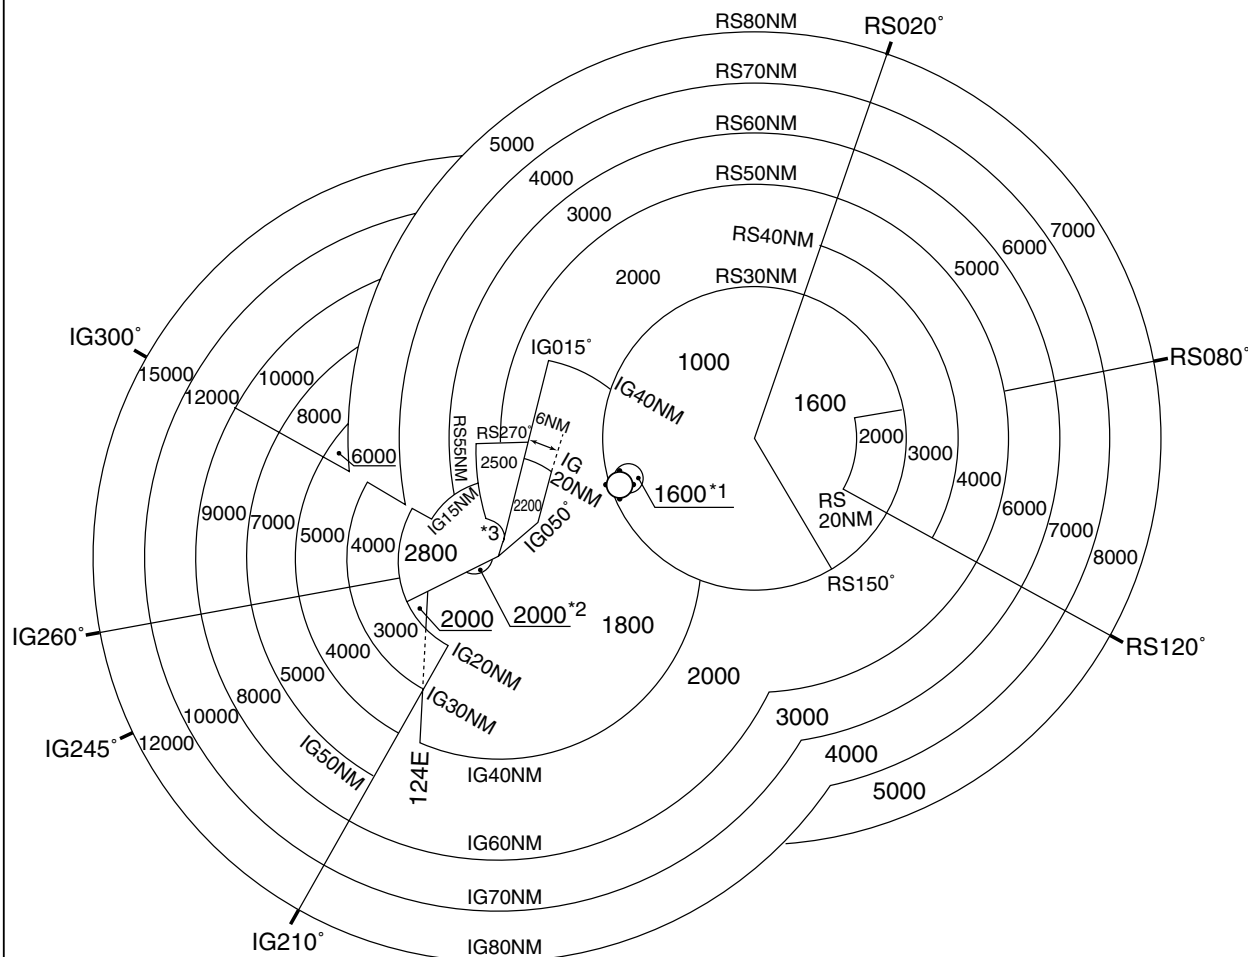 RS80NM
RS020°
RS70NM
RS60NM
RS50NM
RS40NM
RS30NM
5000
4000
3000
2000
1000
7000
6000
5000
IG300°
15000
12000
10000
8000
6000
IG015°
IG40NM
6NM
RS270°
RS55NM
2500
IG
20NM
2200
IG15NM
*3
IG050°
1600*1
1600
2000
3000
4000
6000
7000
8000
RS
20NM
RS080°
RS150°
RS120°
9000
7000
5000
4000
2800
2000
2000*2
1800
2000
3000
4000
5000
IG260°
3000
4000
5000
8000
10000
12000
IG245°
IG20NM
IG30NM
IG50NM
124E
IG40NM
IG60NM
IG70NM
IG80NM
IG210°